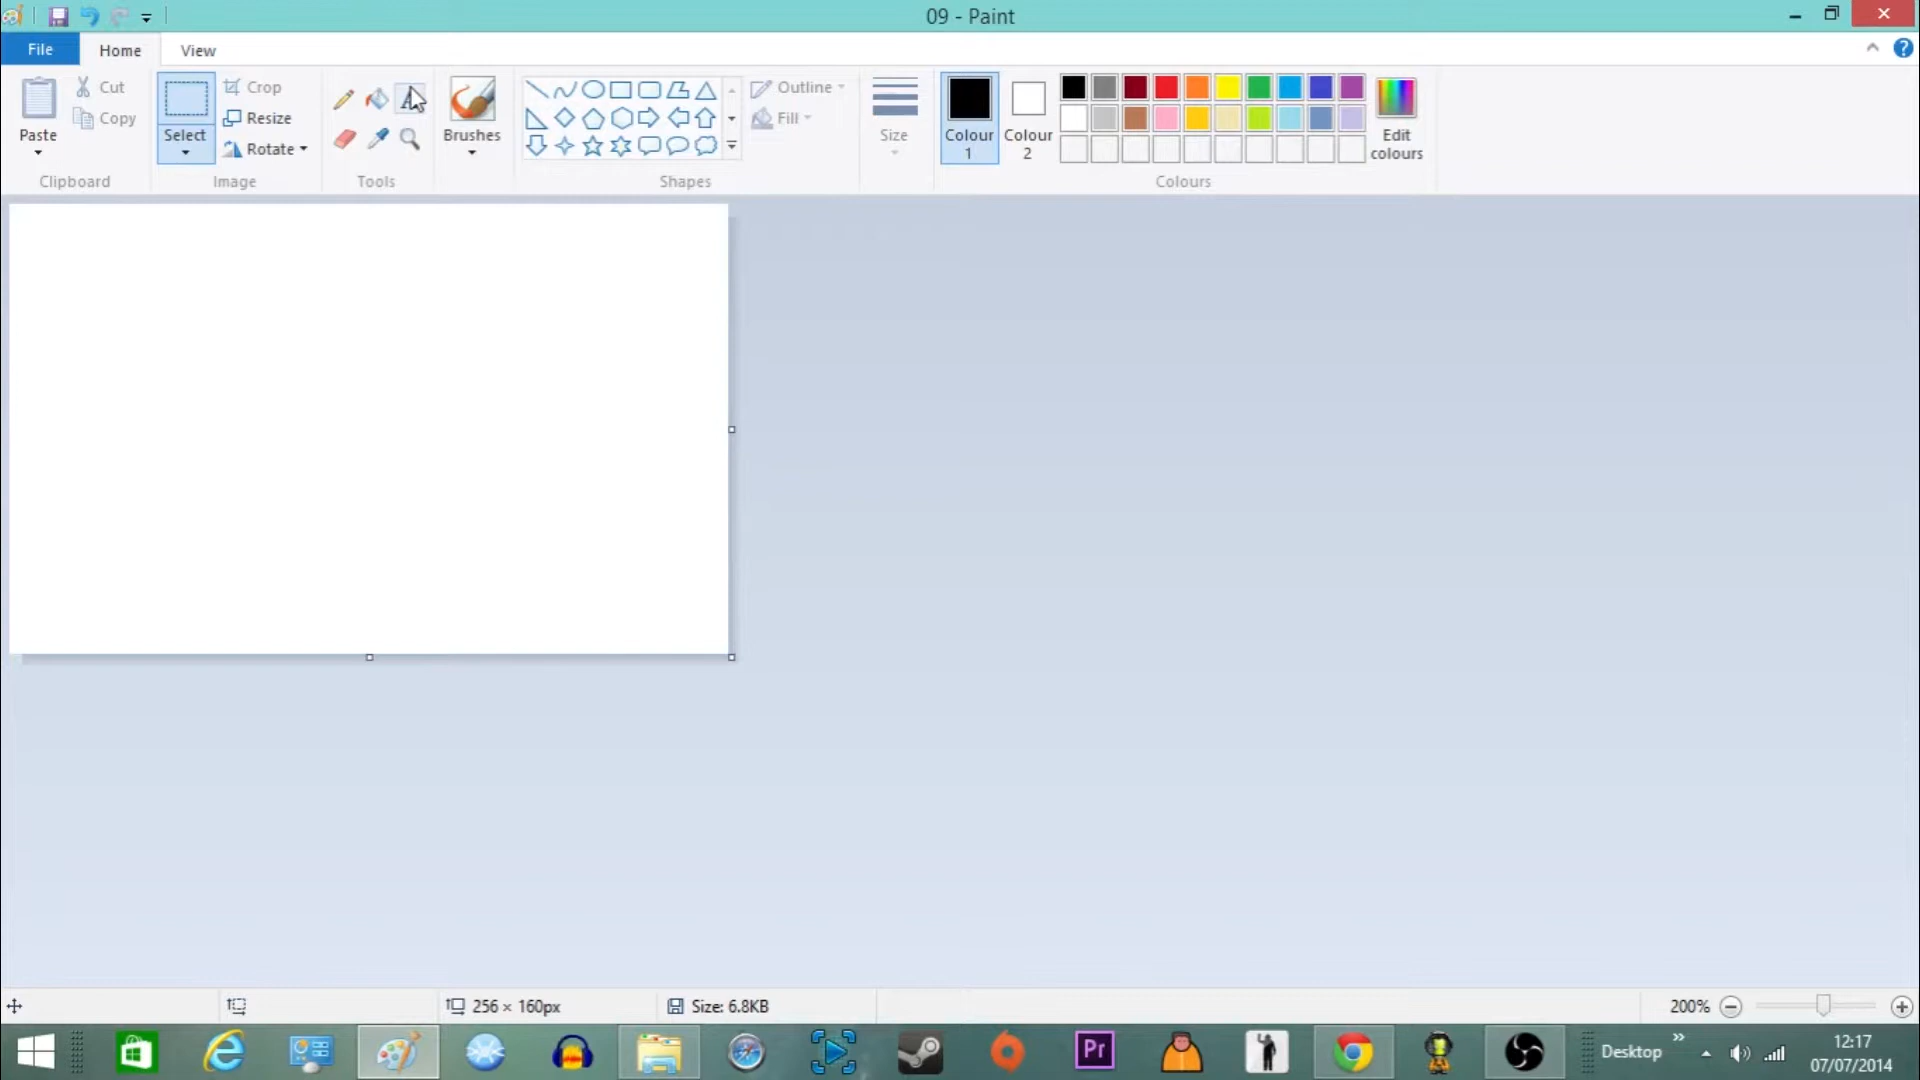 09 - Paint
File Home View
Paste
Cut
Copy
Clipboard
Select
Crop
Resize
Rotate
Image
A
Tools
Brushes
Shapes
Outline
Fill
Size
Colour 1
Colour 2
Edit colours
Colours
256 × 160px
Size: 6.8KB
200%
Pr
Desktop
12:17
07/07/2014